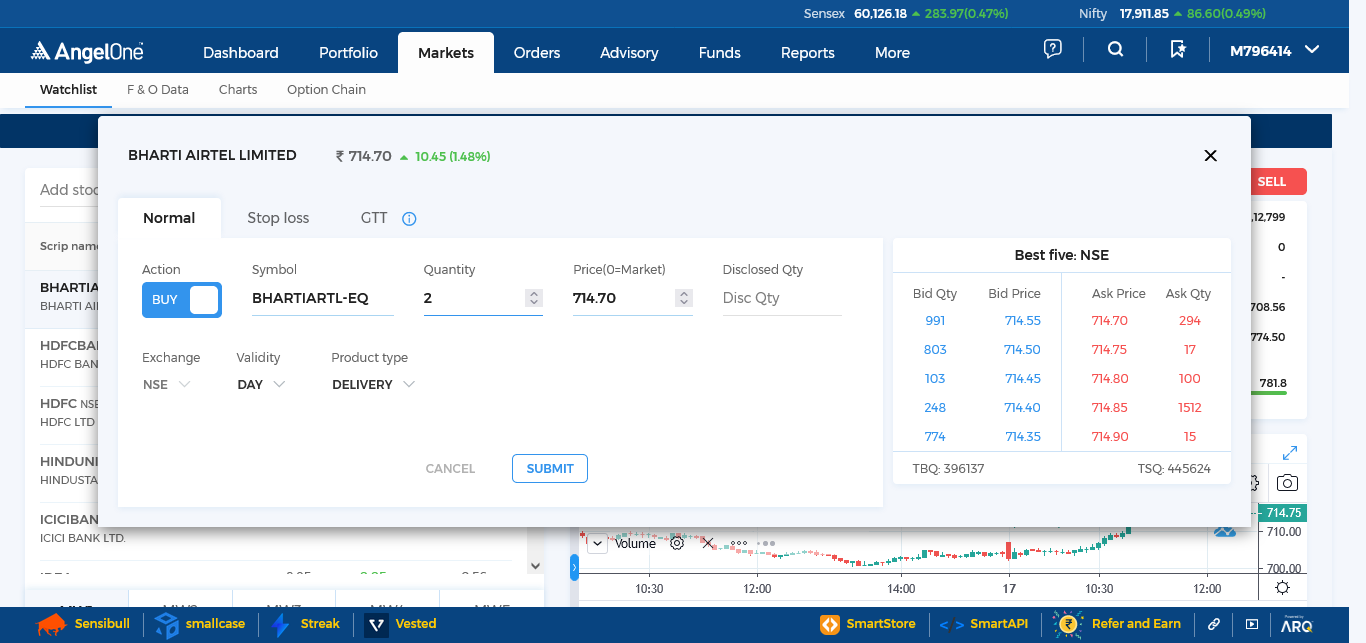 Sensex 60,126.18 283.97(0.47%) Nifty 17,911.85 86.60(0.49%)
AngelOne Dashboard Portfolio Markets Orders Advisory Funds Reports More M796414
Watchlist F & O Data Charts Option Chain
BHARTI AIRTEL LIMITED ₹ 714.70 10.45 (1.48%)
SELL
Normal Stop loss GTT
,12,799
0
-
708.56
774.50
781.8
Scrip name
BHARTIA
BHARTI AI
HDFCBA
HDFC BAN
HDFC NSE
HDFC LTD
HINDUNI
HINDUSTA
ICICIBAN
ICICI BANK LTD.
Action Symbol Quantity Price(0=Market) Disclosed Qty
BUY BHARTIARTL-EQ 2 714.70 Disc Qty
Exchange Validity Product type
NSE DAY DELIVERY
CANCEL SUBMIT
Best five: NSE
Bid Qty Bid Price Ask Price Ask Qty
991 714.55 714.70 294
803 714.50 714.75 17
103 714.45 714.80 100
248 714.40 714.85 1512
774 714.35 714.90 15
TBQ: 396137 TSQ: 445624
714.75
710.00
Volume
700.00
10:30 12:00 14:00 17 10:30 12:00
Sensibull smallcase Streak Vested SmartStore SmartAPI Refer and Earn ARQ